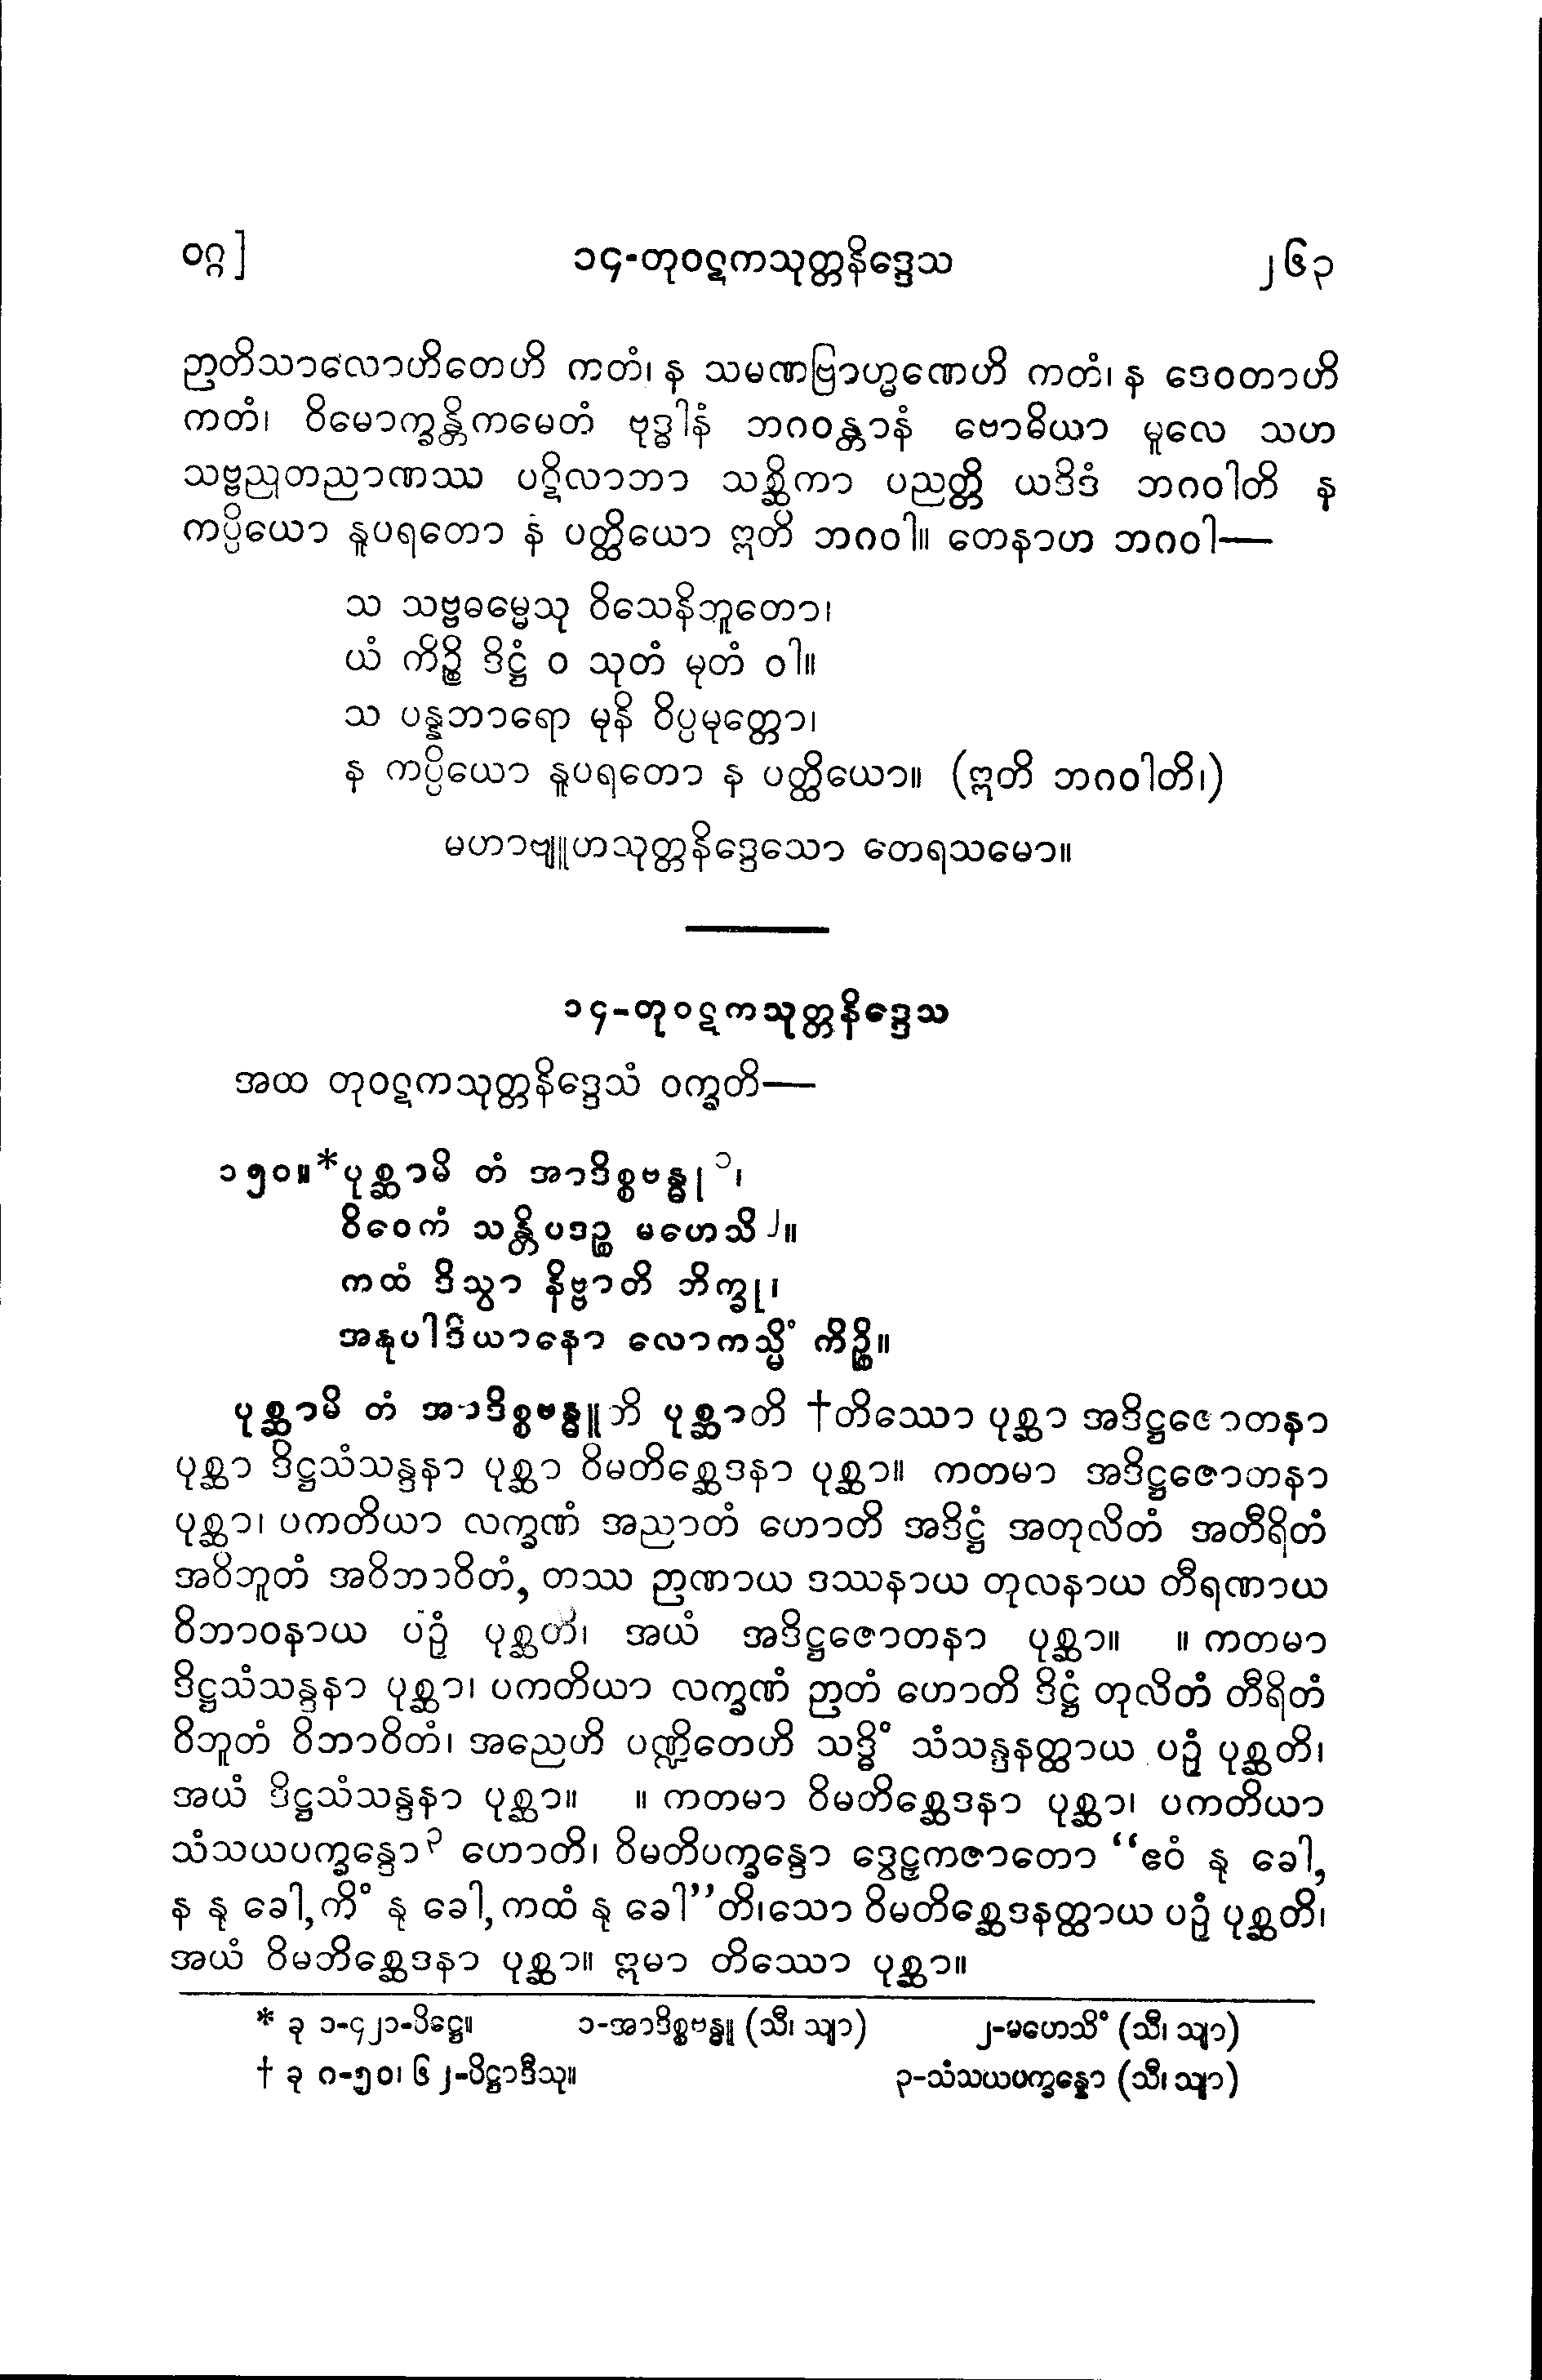 ဝဂ္ဂ] ၁၄-တုဝဋကသုတ္တနိဒ္ဒေသ ၂၆၃
ဉာတိသာလောဟိတေဟိ ကတံ၊ န သမဏဗြာဟ္မဏေဟိ ကတံ၊ န ဒေဝတာဟိ
ကတံ၊ ဝိမောက္ခန္တိကမေတံ ဗုဒ္ဓါနံ ဘဂဝန္တာနံ ဗောဓိယာ မူလေ သဟ
သဗ္ဗညုတညာဏဿ ပဋိလာဘာ သစ္ဆိကာ ပညတ္တိ ယဒိဒံ ဘဂဝါတိ န
ကပ္ပိယော နူပရတော န ပတ္ထိယော ဣတိ ဘဂဝါ။ တေနာဟ ဘဂဝါ—
သ သဗ္ဗဓမ္မေသု ဝိသေနိဘူတော၊
ယံ ကိဉ္စိ ဒိဋ္ဌံ ဝ သုတံ မုတံ ဝါ။
သ ပန္နဘာရော မုနိ ဝိပ္ပမုတ္တော၊
န ကပ္ပိယော နူပရတော န ပတ္ထိယော။ (ဣတိ ဘဂဝါတိ၊)
မဟာဗျူဟသုတ္တနိဒ္ဒေသော တေရသမော။
၁၄-တုဝဋကသုတ္တနိဒ္ဒေသ
အထ တုဝဋကသုတ္တနိဒ္ဒေသံ ဝက္ခတိ—
၁၅၀။ *ပုစ္ဆာမိ တံ အာဒိစ္စဗန္ဓု၁၊
ဝိဝေကံ သန္တိပဒဉ္စ မဟေသိ၂။
ကထံ ဒိသွာ နိဗ္ဗာတိ ဘိက္ခု၊
အနုပါဒိယာနော လောကသ္မိံ ကိဉ္စိ။
ပုစ္ဆာမိ တံ အာဒိစ္စဗန္ဓူတိ ပုစ္ဆာတိ †တိဿော ပုစ္ဆာ အဒိဋ္ဌဇောတနာ
ပုစ္ဆာ ဒိဋ္ဌသံသန္ဒနာ ပုစ္ဆာ ဝိမတိစ္ဆေဒနာ ပုစ္ဆာ။ ကတမာ အဒိဋ္ဌဇောတနာ
ပုစ္ဆာ၊ ပကတိယာ လက္ခဏံ အညာတံ ဟောတိ အဒိဋ္ဌံ အတုလိတံ အတီရိတံ
အဝိဘူတံ အဝိဘာဝိတံ, တဿ ဉာဏာယ ဒဿနာယ တုလနာယ တီရဏာယ
ဝိဘာဝနာယ ပဉှံ ပုစ္ဆတိ၊ အယံ အဒိဋ္ဌဇောတနာ ပုစ္ဆာ။ ။ ကတမာ
ဒိဋ္ဌသံသန္ဒနာ ပုစ္ဆာ၊ ပကတိယာ လက္ခဏံ ဉာတံ ဟောတိ ဒိဋ္ဌံ တုလိတံ တီရိတံ
ဝိဘူတံ ဝိဘာဝိတံ၊ အညေဟိ ပဏ္ဍိတေဟိ သဒ္ဓိံ သံသန္ဒနတ္ထာယ ပဉှံ ပုစ္ဆတိ၊
အယံ ဒိဋ္ဌသံသန္ဒနာ ပုစ္ဆာ။ ။ ကတမာ ဝိမတိစ္ဆေဒနာ ပုစ္ဆာ၊ ပကတိယာ
သံသယပက္ခန္ဒော၃ ဟောတိ၊ ဝိမတိပက္ခန္ဒော ဒွေဠှကဇာတော “ဧဝံ နု ခေါ,
န နု ခေါ, ကိံ နု ခေါ, ကထံ နု ခေါ”တိ၊ သော ဝိမတိစ္ဆေဒနတ္ထာယ ပဉှံ ပုစ္ဆတိ၊
အယံ ဝိမတိစ္ဆေဒနာ ပုစ္ဆာ။ ဣမာ တိဿော ပုစ္ဆာ။
* ခု ၁-၄၂၁-ပိဋ္ဌေ။ ၁-အာဒိစ္စဗန္ဓူ (သီ၊ သျာ) ၂-မဟေသိံ (သီ၊ သျာ)
† ခု ဂ-၅၀၊ ၆၂-ပိဋ္ဌာဒီသု။ ၃-သံသယပက္ခန္နော (သီ၊ သျာ)